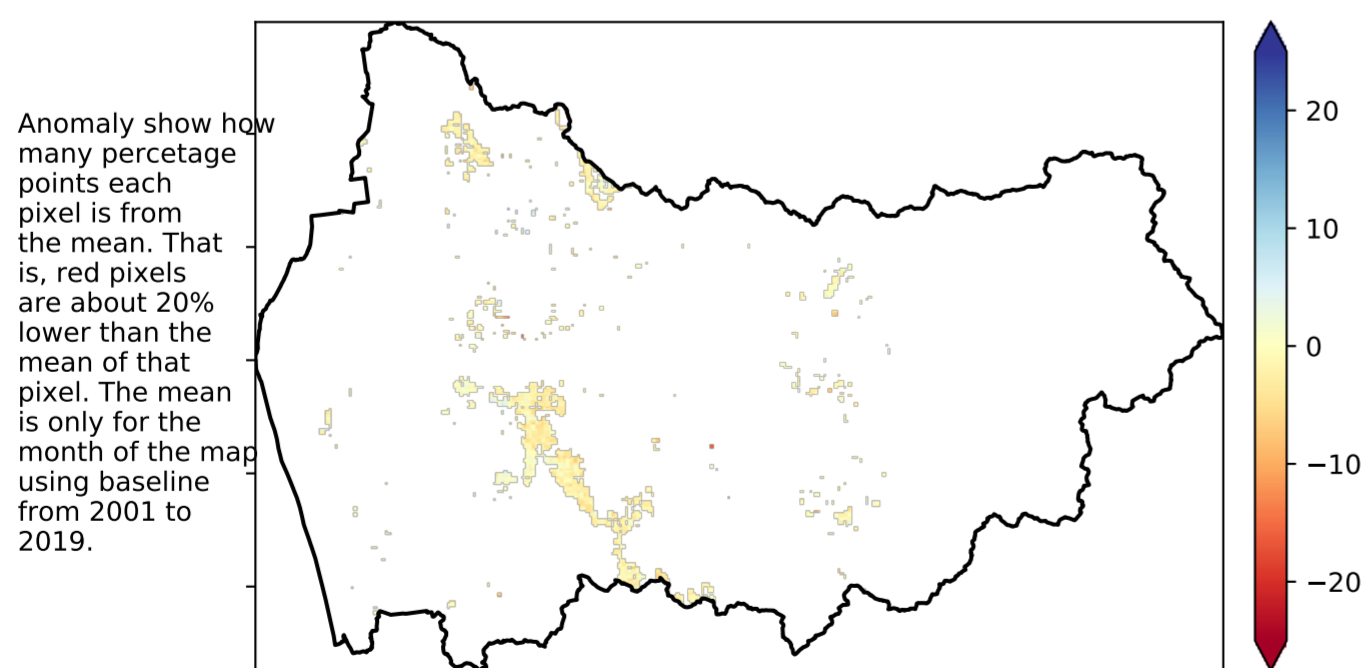 Anomaly show how
many percetage
points each
pixel is from
the mean. That
is, red pixels
are about 20%
lower than the
mean of that
pixel. The mean
is only for the
month of the map
using baseline
from 2001 to
2019.
20
10
0
−10
−20